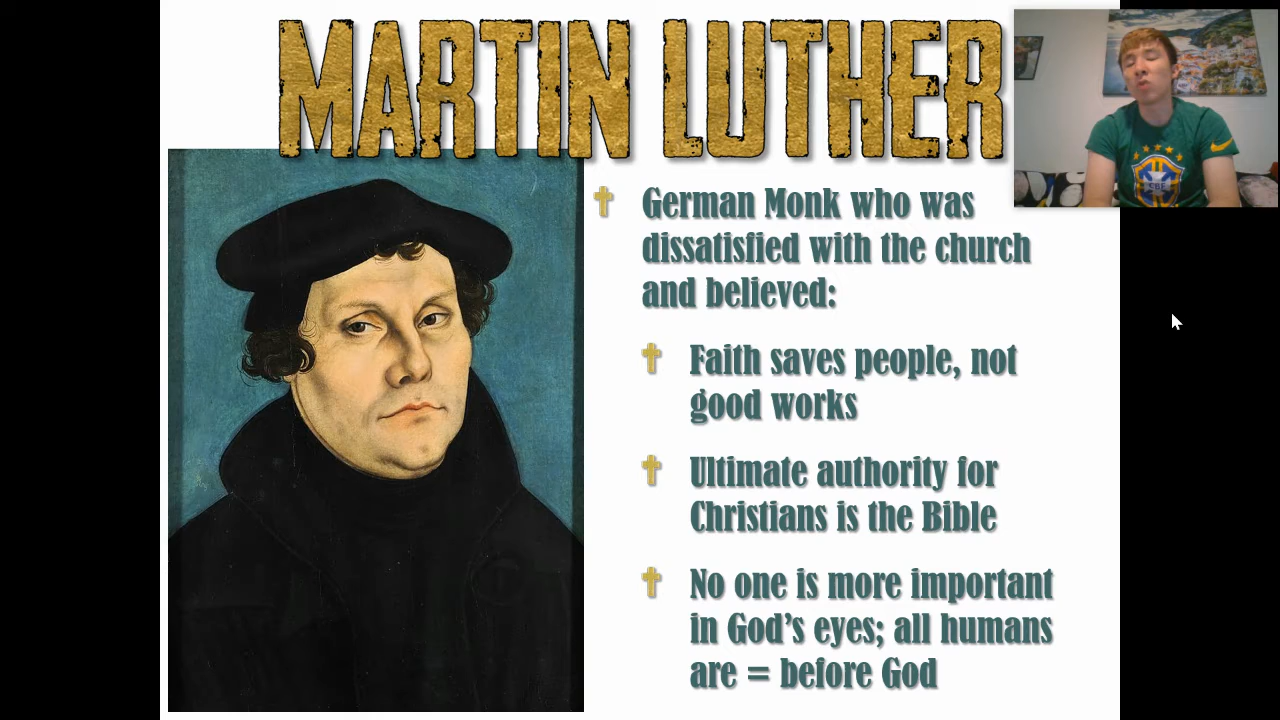 MARTIN LUTHER
German Monk who was
dissatisfied with the church
and believed:
Faith saves people, not
good works
Ultimate authority for
Christians is the Bible
No one is more important
in God's eyes; all humans
are = before God
CBF